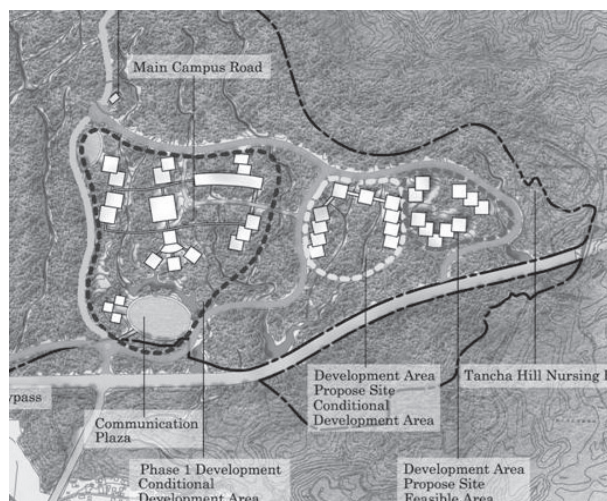 Main Campus Road
Development Area
Propose Site
Conditional
Development Area
Tancha Hill Nursing
ypass
Communication
Plaza
Phase 1 Development
Conditional
Development Area
Development Area
Propose Site
Feasible Area